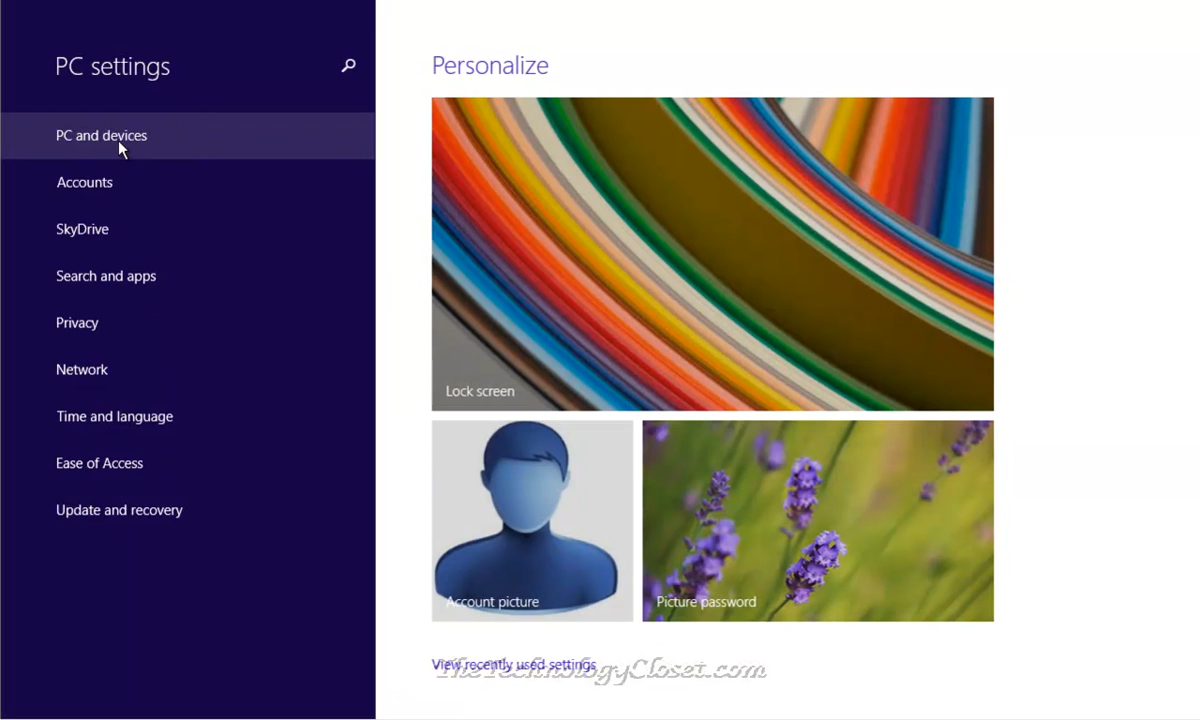 PC settings
PC and devices
Accounts
SkyDrive
Search and apps
Privacy
Network
Time and language
Ease of Access
Update and recovery
Personalize
Lock screen
Account picture
Picture password
View recently used settings
TheTechnologyCloset.com